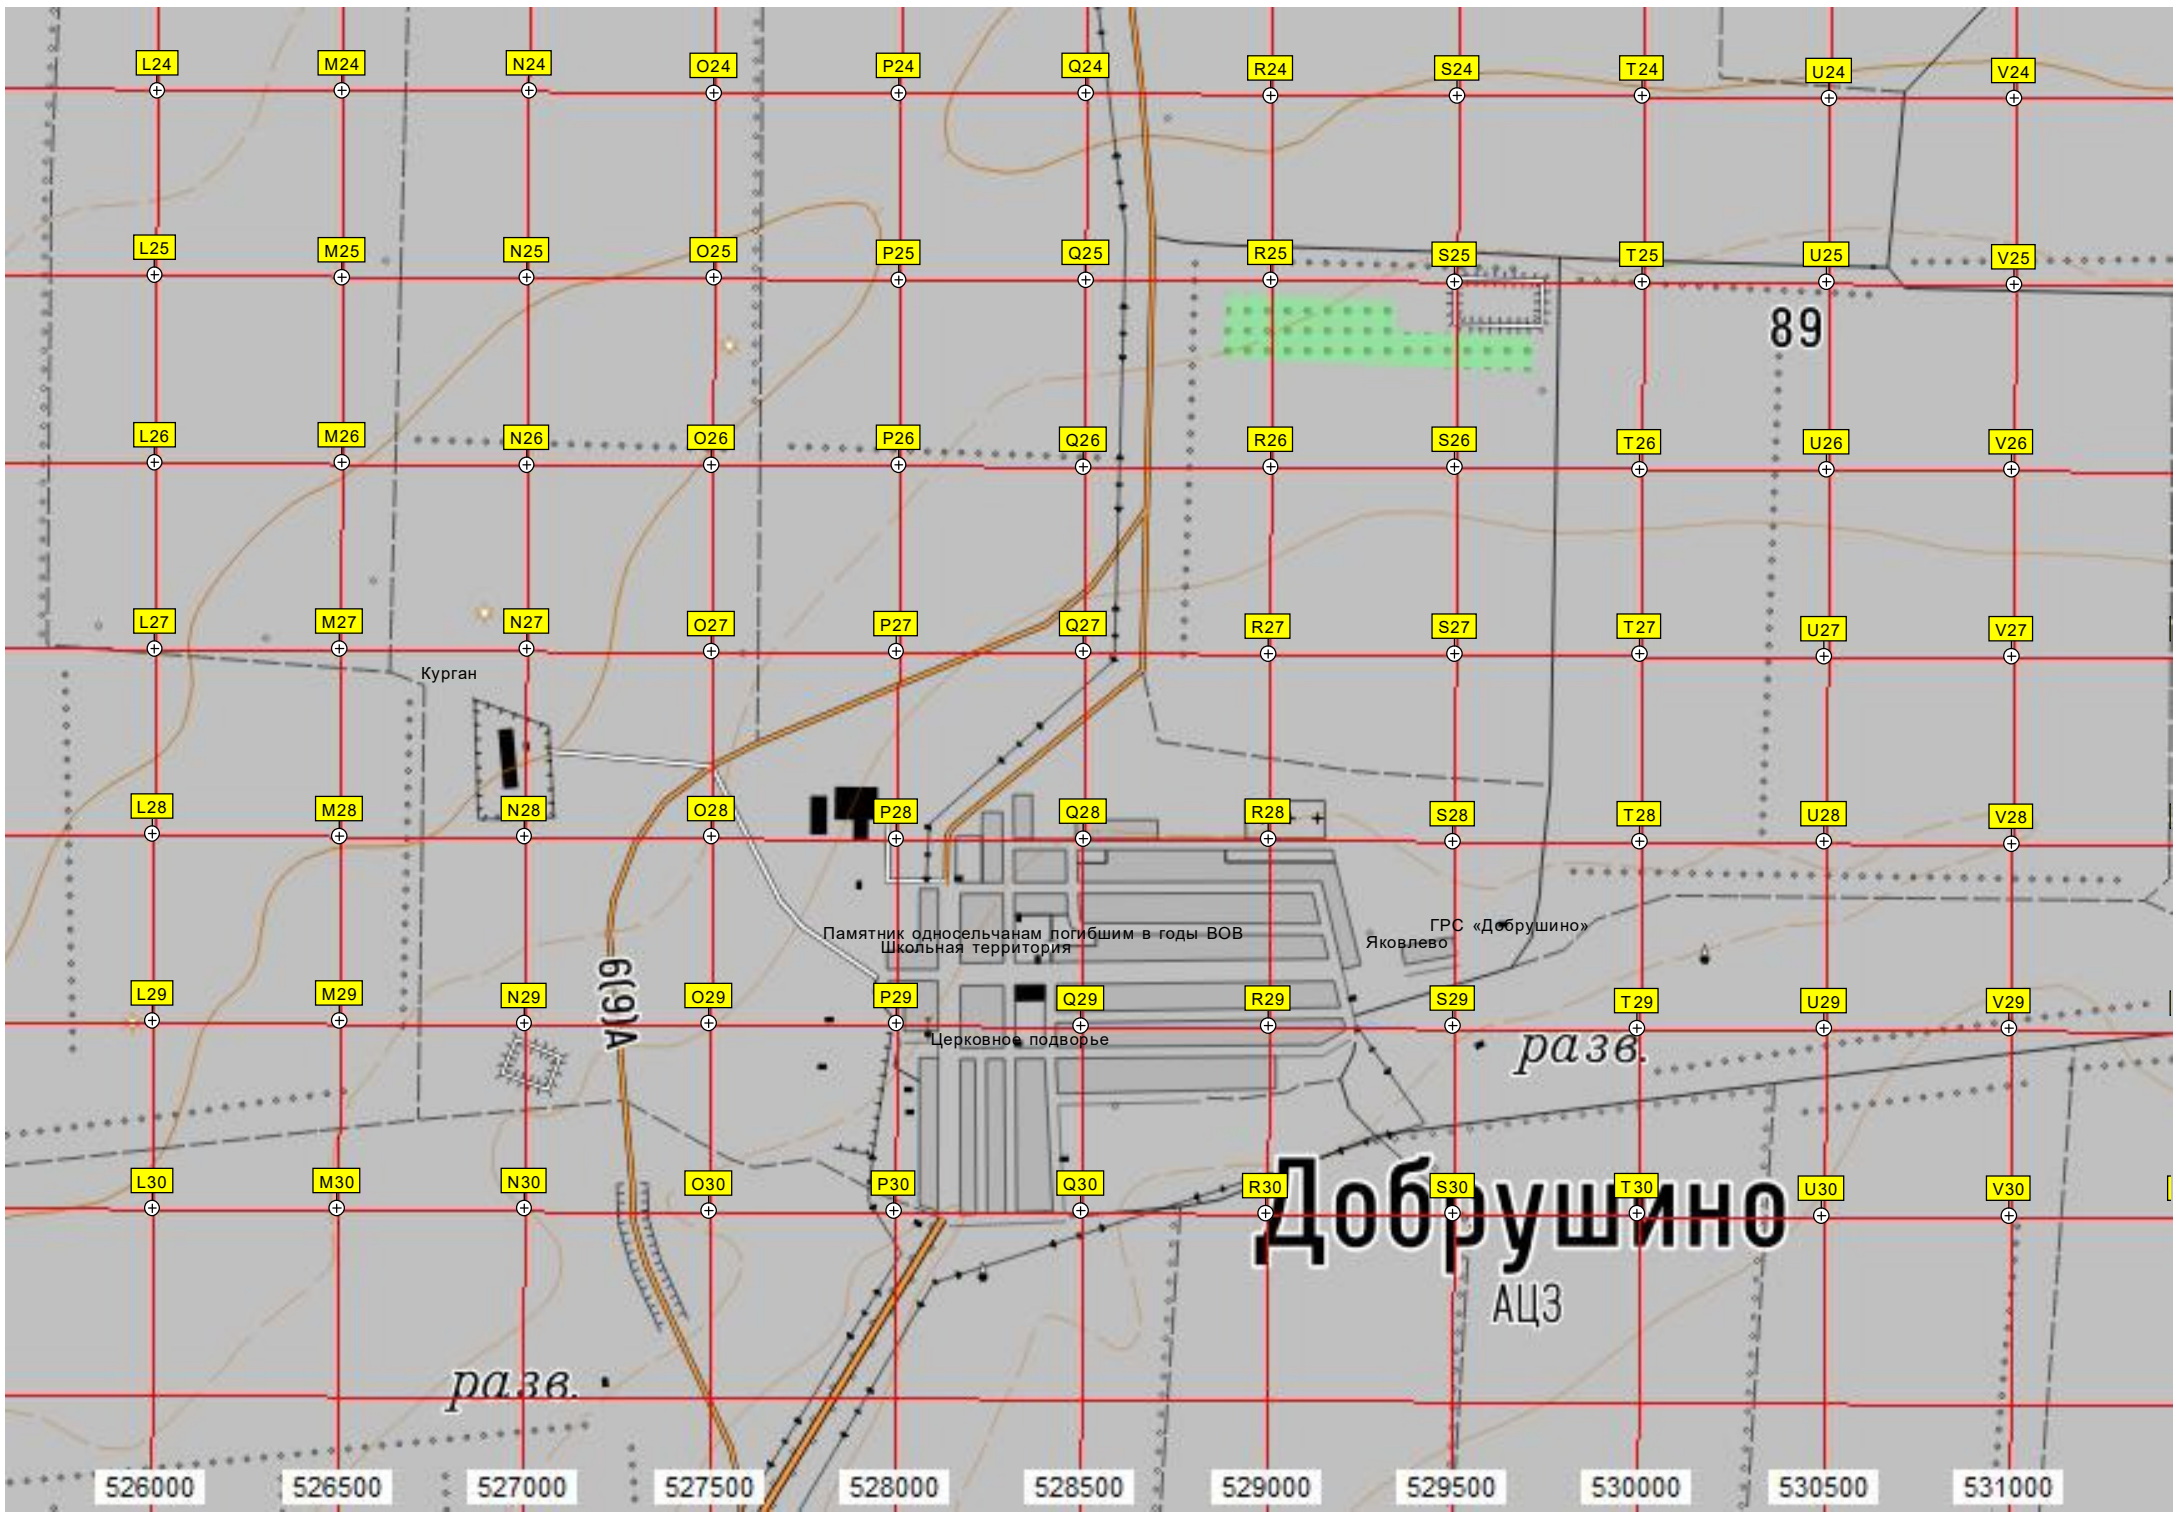 L24 M24 N24 O24 P24 Q24 R24 S24 T24 U24 V24
L25 M25 N25 O25 P25 Q25 R25 S25 T25 U25 V25
89
L26 M26 N26 O26 P26 Q26 R26 S26 T26 U26 V26
L27 M27 N27 O27 P27 Q27 R27 S27 T27 U27 V27
Курган
L28 M28 N28 O28 P28 Q28 R28 S28 T28 U28 V28
ГРС «Добрушино»
Памятник односельчанам погибшим в годы ВОВ
Яковлево
Школьная территория
6(9)А
L29 M29 N29 O29 P29 Q29 R29 S29 T29 U29 V29
Церковное подворье
разв.
L30 M30 N30 O30 P30 Q30 R30 S30 T30 U30 V30
Добрушино
АЦЗ
разв.
526000 526500 527000 527500 528000 528500 529000 529500 530000 530500 531000